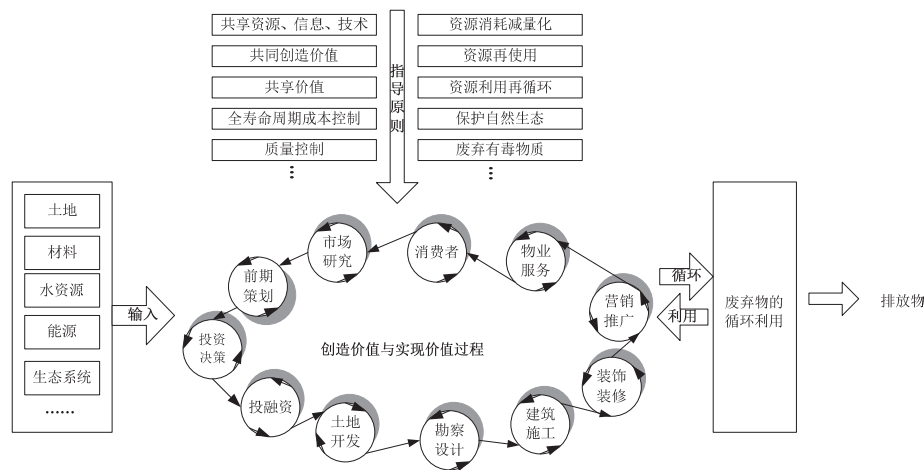 共享资源、信息、技术
共同创造价值
共享价值
全寿命周期成本控制
质量控制
⋮
指导原则
资源消耗减量化
资源再使用
资源利用再循环
保护自然生态
废弃有毒物质
⋮
土地
材料
水资源
能源
生态系统
……
输入
市场
研究
消费者
物业
服务
前期
策划
营销
推广
投资
决策
创造价值与实现价值过程
装饰
装修
投融资
土地
开发
勘察
设计
建筑
施工
循环
利用
废弃物的
循环利用
排放物